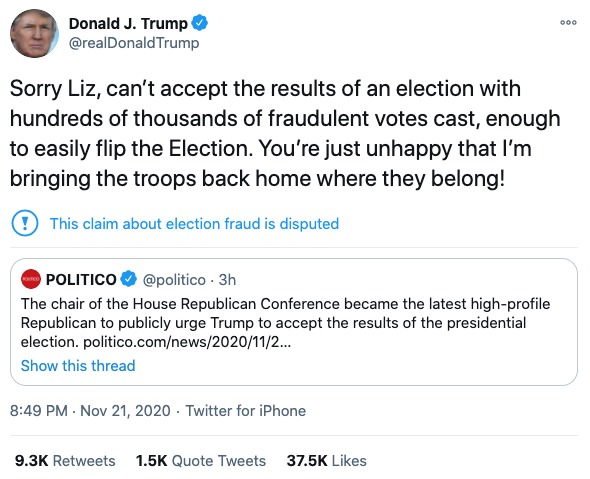 Donald J. Trump
@realDonaldTrump
Sorry Liz, can’t accept the results of an election with
hundreds of thousands of fraudulent votes cast, enough
to easily flip the Election. You’re just unhappy that I’m
bringing the troops back home where they belong!
This claim about election fraud is disputed
POLITICO @politico · 3h
The chair of the House Republican Conference became the latest high-profile
Republican to publicly urge Trump to accept the results of the presidential
election. politico.com/news/2020/11/2...
Show this thread
8:49 PM · Nov 21, 2020 · Twitter for iPhone
9.3K Retweets 1.5K Quote Tweets 37.5K Likes